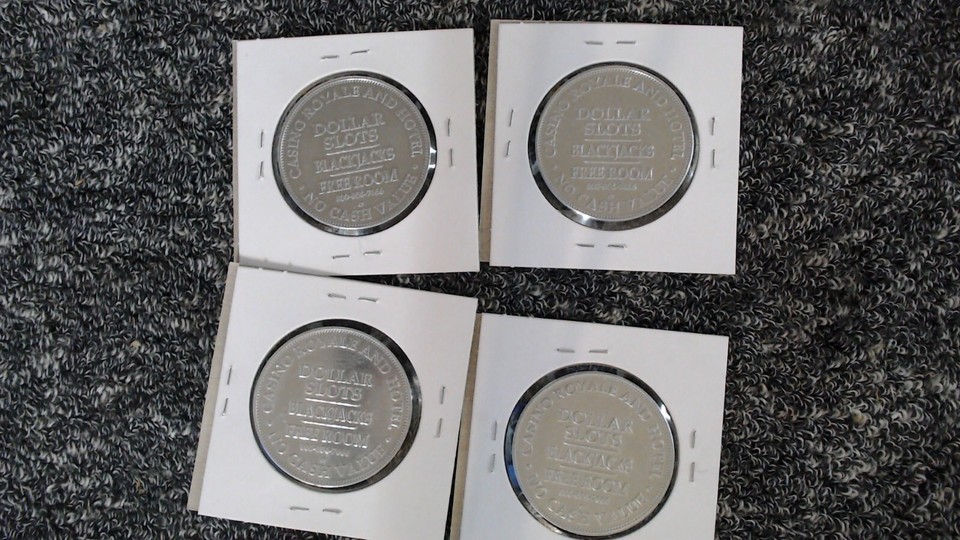 CASINO ROYALE AND HOTEL
DOLLAR
SLOTS
BLACKJACKS
FREE ROOM
· NO CASH VALUE ·
CASINO ROYALE AND HOTEL
DOLLAR
SLOTS
BLACKJACKS
FREE ROOM
· NO CASH VALUE ·
CASINO ROYALE AND HOTEL
DOLLAR
SLOTS
BLACKJACKS
FREE ROOM
· NO CASH VALUE ·
CASINO ROYALE AND HOTEL
DOLLAR
SLOTS
BLACKJACK
FREE ROOM
NO CASH VALUE